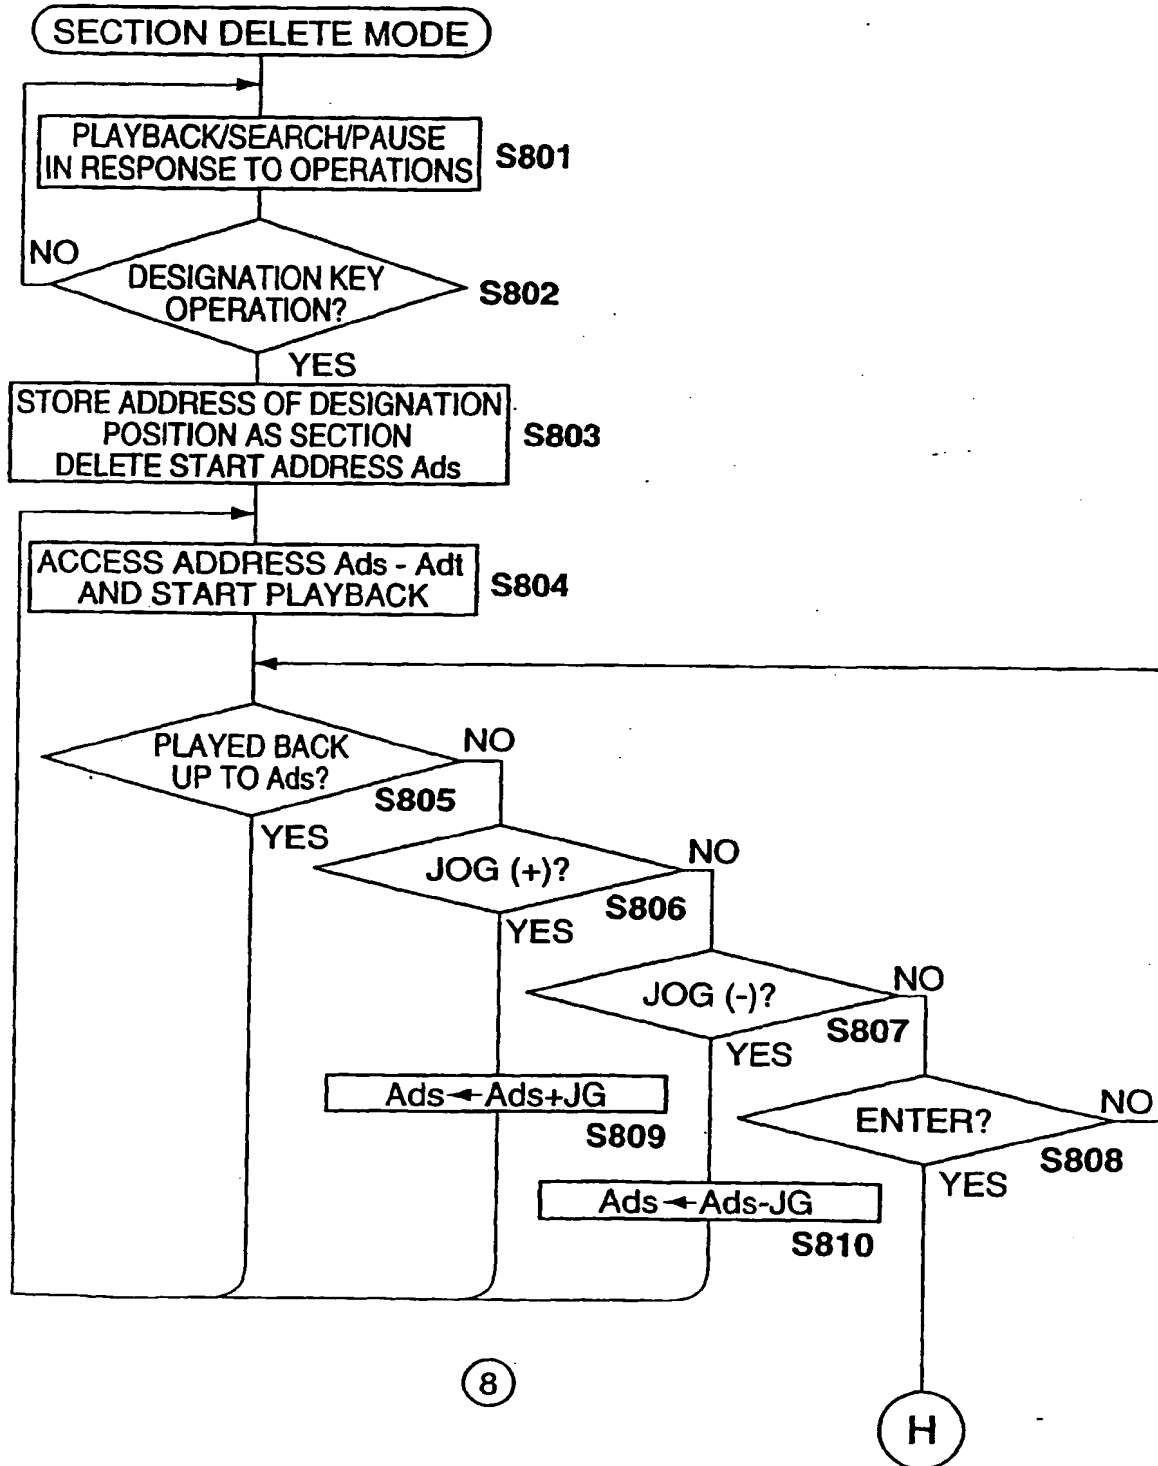 SECTION DELETE MODE
PLAYBACK/SEARCH/PAUSE
IN RESPONSE TO OPERATIONS
S801
NO
DESIGNATION KEY
OPERATION?
S802
YES
STORE ADDRESS OF DESIGNATION
POSITION AS SECTION
DELETE START ADDRESS Ads
S803
ACCESS ADDRESS Ads - Adt
AND START PLAYBACK
S804
PLAYED BACK
UP TO Ads?
NO
S805
YES
JOG (+)?
NO
S806
YES
JOG (-)?
NO
S807
YES
Ads←Ads+JG
S809
ENTER?
NO
S808
YES
Ads←Ads-JG
S810
8
H